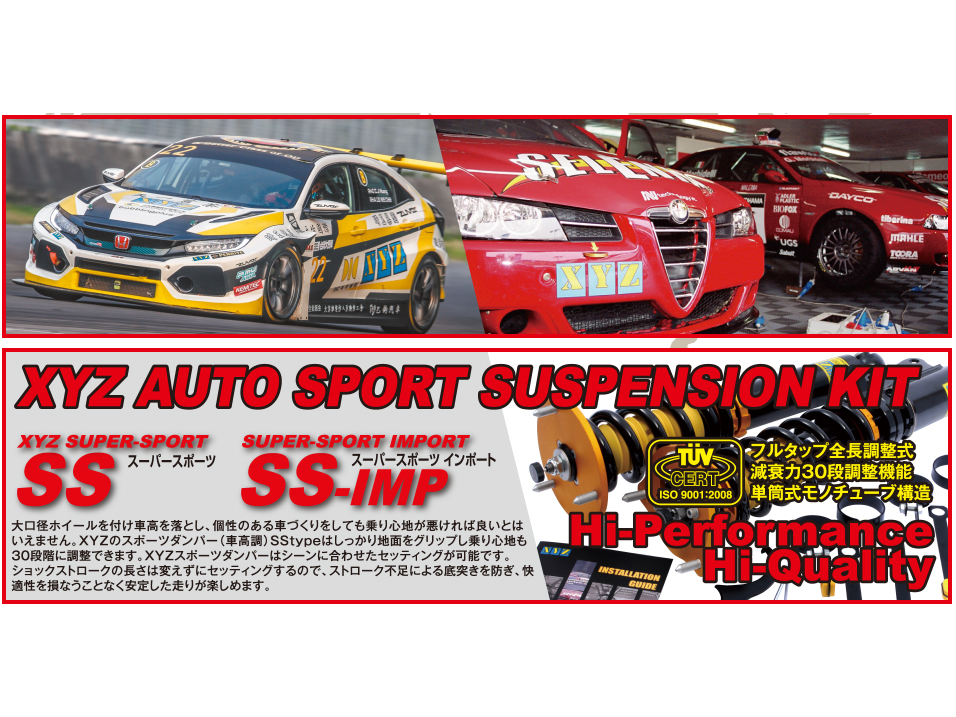 22
XYZ
22
XYZ
SELENIA
XYZ
DAYCO
BIOFOX
UGS
Sabelt
tiberina
MAHLE
TOORA
ADVAN
XYZ AUTO SPORT SUSPENSION KIT
XYZ SUPER-SPORT
SS スーパースポーツ
SUPER-SPORT IMPORT
SS-IMP スーパースポーツ インポート
大口径ホイールを付け車高を落とし、個性のある車づくりをしても乗り心地が悪ければ良いとは
いえません。XYZのスポーツダンパー（車高調）SStypeはしっかり地面をグリップし乗り心地も
30段階に調整できます。XYZスポーツダンパーはシーンに合わせたセッティングが可能です。
ショックストロークの長さは変えずにセッティングするので、ストローク不足による底突きを防ぎ、快
適性を損なうことなく安定した走りが楽しめます。
TÜV
CERT
ISO 9001:2008
フルタップ全長調整式
減衰力30段調整機能
単筒式モノチューブ構造
Hi-Performance
Hi-Quality
XYZ
INSTALLATION
GUIDE